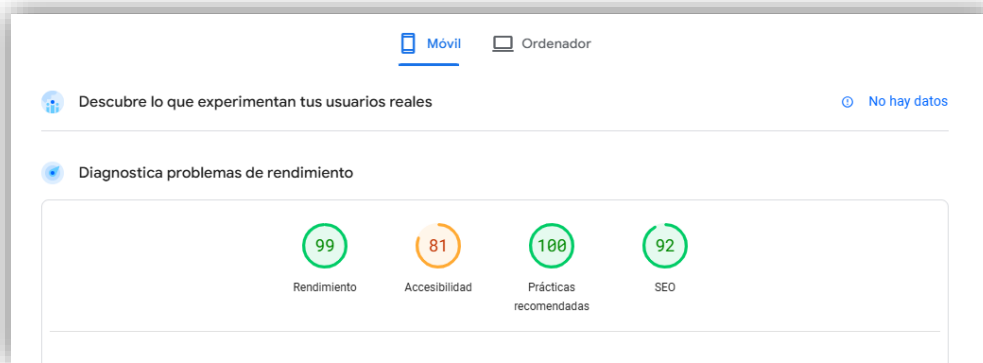 Móvil
Ordenador
Descubre lo que experimentan tus usuarios reales
No hay datos
Diagnostica problemas de rendimiento
99
81
100
92
Rendimiento
Accesibilidad
Prácticas
recomendadas
SEO